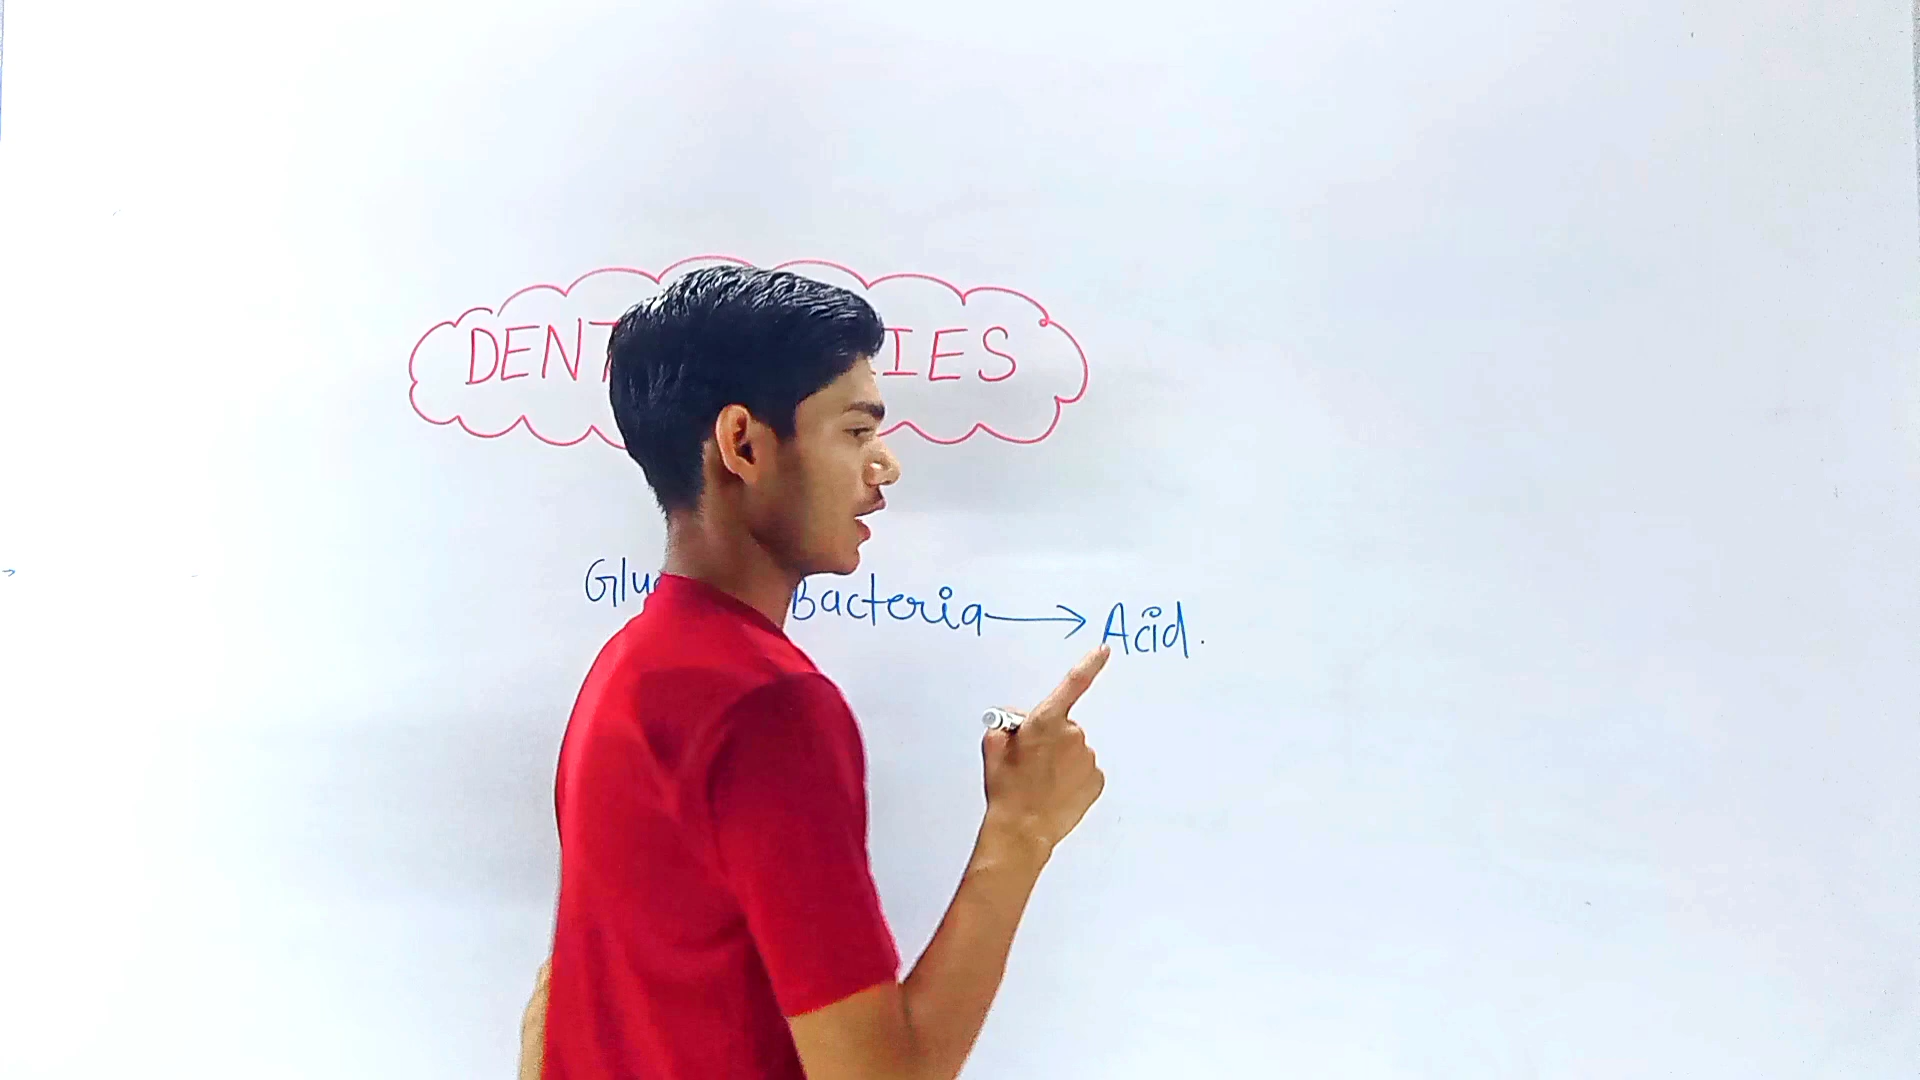 DENT IES
Glu Bacteria → Acid.